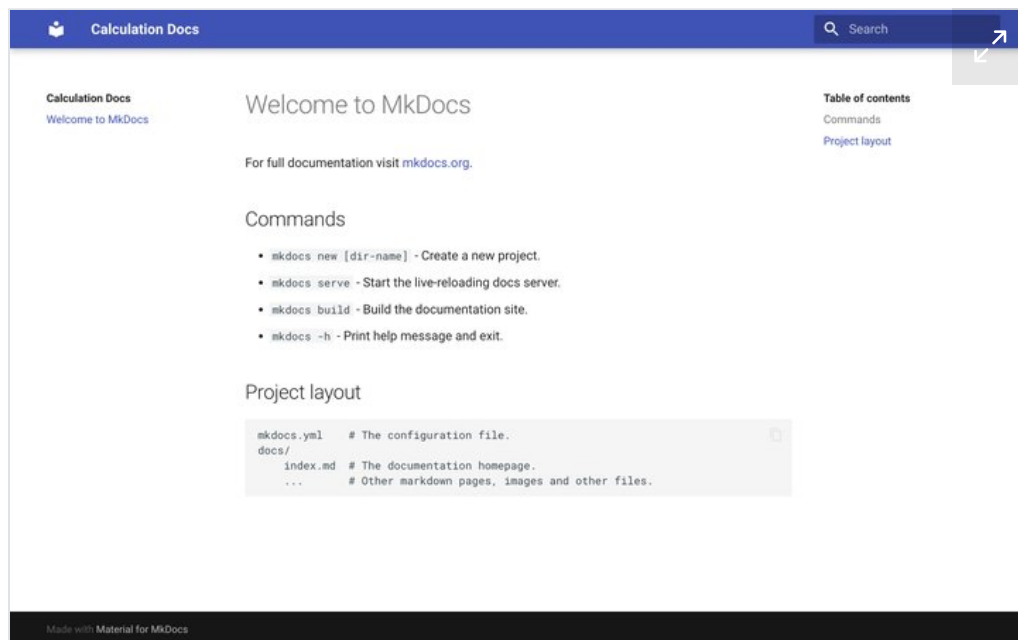 Calculation Docs
Search
Calculation Docs
Welcome to MkDocs
Welcome to MkDocs
For full documentation visit mkdocs.org.
Commands
• mkdocs new [dir-name] - Create a new project.
• mkdocs serve - Start the live-reloading docs server.
• mkdocs build - Build the documentation site.
• mkdocs -h - Print help message and exit.
Project layout
mkdocs.yml    # The configuration file.
docs/
    index.md  # The documentation homepage.
    ...       # Other markdown pages, images and other files.
Table of contents
Commands
Project layout
Made with Material for MkDocs